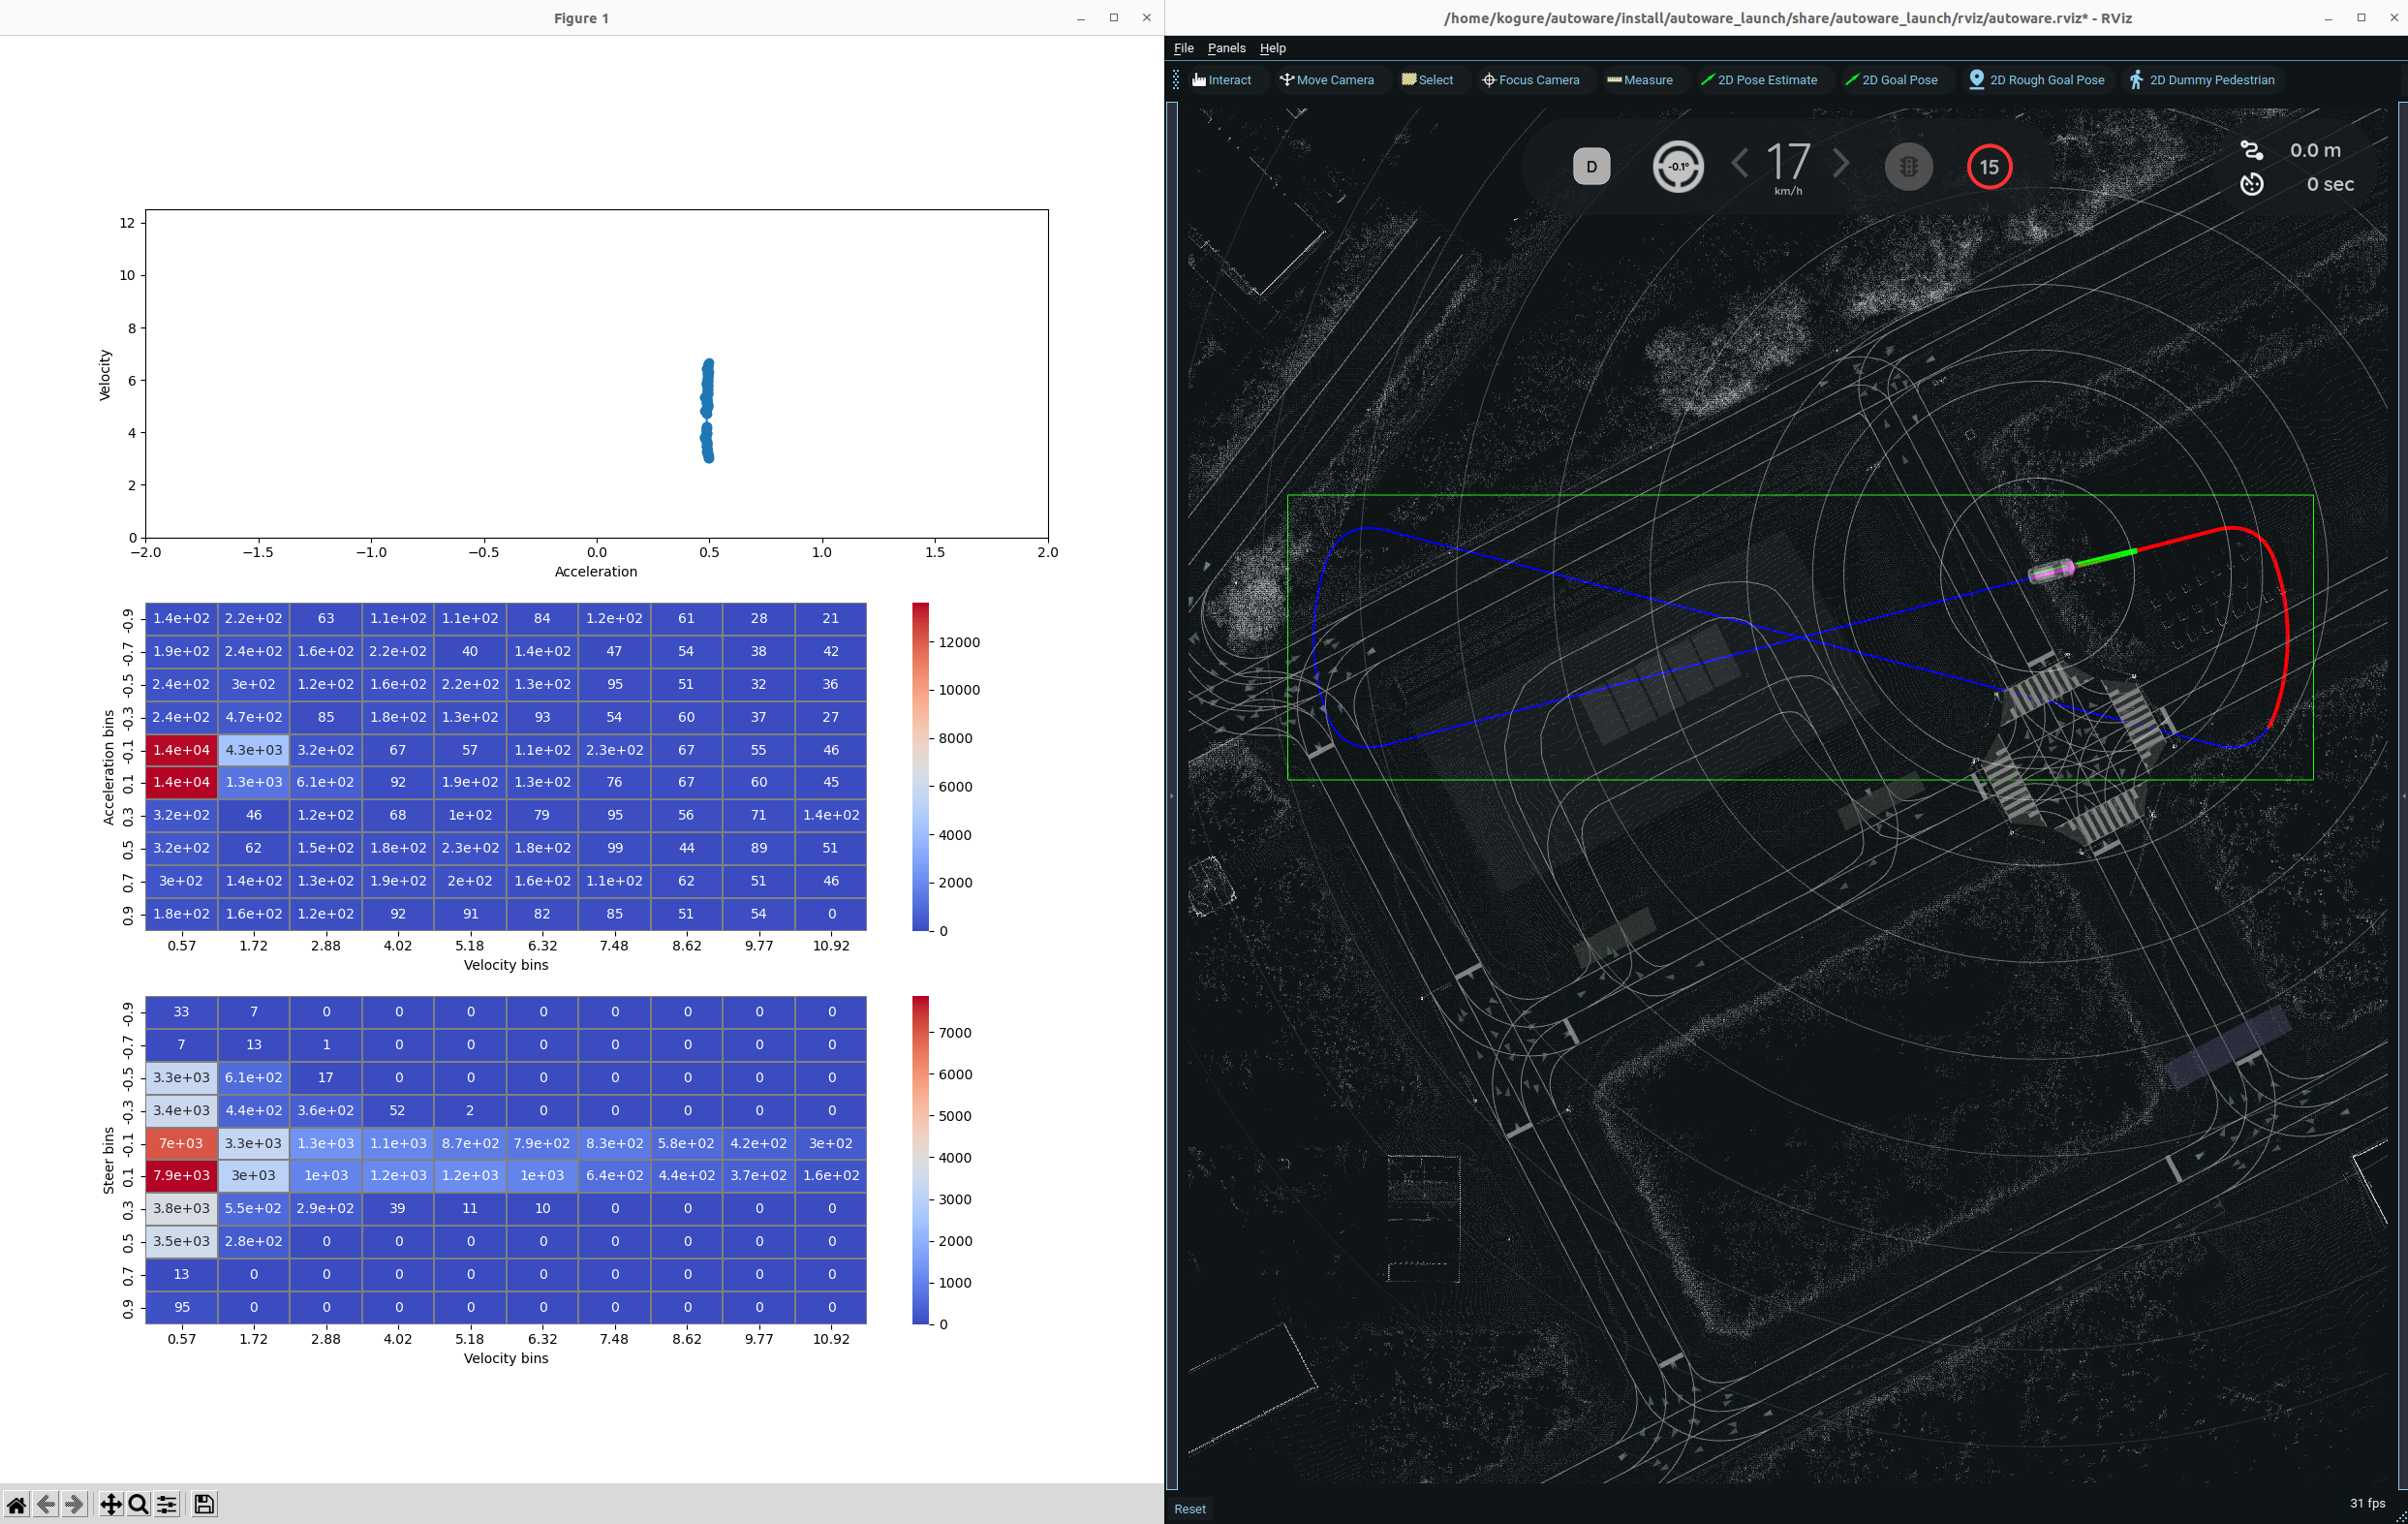 Figure 1
12
10
8
6
4
2
0
Velocity
−2.0 −1.5 −1.0 −0.5 0.0 0.5 1.0 1.5 2.0
Acceleration
-0.9 1.4e+02 2.2e+02 63 1.1e+02 1.1e+02 84 1.2e+02 61 28 21
-0.7 1.9e+02 2.4e+02 1.6e+02 2.2e+02 40 1.4e+02 47 54 38 42
-0.5 2.4e+02 3e+02 1.2e+02 1.6e+02 2.2e+02 1.3e+02 95 51 32 36
-0.3 2.4e+02 4.7e+02 85 1.8e+02 1.3e+02 93 54 60 37 27
-0.1 1.4e+04 4.3e+03 3.2e+02 67 57 1.1e+02 2.3e+02 67 55 46
0.1 1.4e+04 1.3e+03 6.1e+02 92 1.9e+02 1.3e+02 76 67 60 45
0.3 3.2e+02 46 1.2e+02 68 1e+02 79 95 56 71 1.4e+02
0.5 3.2e+02 62 1.5e+02 1.8e+02 2.3e+02 1.8e+02 99 44 89 51
0.7 3e+02 1.4e+02 1.3e+02 1.9e+02 2e+02 1.6e+02 1.1e+02 62 51 46
0.9 1.8e+02 1.6e+02 1.2e+02 92 91 82 85 51 54 0
Acceleration bins
0.57 1.72 2.88 4.02 5.18 6.32 7.48 8.62 9.77 10.92
Velocity bins
12000
10000
8000
6000
4000
2000
0
-0.9 33 7 0 0 0 0 0 0 0 0
-0.7 7 13 1 0 0 0 0 0 0 0
-0.5 3.3e+03 6.1e+02 17 0 0 0 0 0 0 0
-0.3 3.4e+03 4.4e+02 3.6e+02 52 2 0 0 0 0 0
-0.1 7e+03 3.3e+03 1.3e+03 1.1e+03 8.7e+02 7.9e+02 8.3e+02 5.8e+02 4.2e+02 3e+02
0.1 7.9e+03 3e+03 1e+03 1.2e+03 1.2e+03 1e+03 6.4e+02 4.4e+02 3.7e+02 1.6e+02
0.3 3.8e+03 5.5e+02 2.9e+02 39 11 10 0 0 0 0
0.5 3.5e+03 2.8e+02 0 0 0 0 0 0 0 0
0.7 13 0 0 0 0 0 0 0 0 0
0.9 95 0 0 0 0 0 0 0 0 0
Steer bins
0.57 1.72 2.88 4.02 5.18 6.32 7.48 8.62 9.77 10.92
Velocity bins
7000
6000
5000
4000
3000
2000
1000
0
/home/kogure/autoware/install/autoware_launch/share/autoware_launch/rviz/autoware.rviz* - RViz
File Panels Help
Interact Move Camera Select Focus Camera Measure 2D Pose Estimate 2D Goal Pose 2D Rough Goal Pose 2D Dummy Pedestrian
D -0.1° 17 15
km/h
0.0 m
0 sec
Reset
31 fps